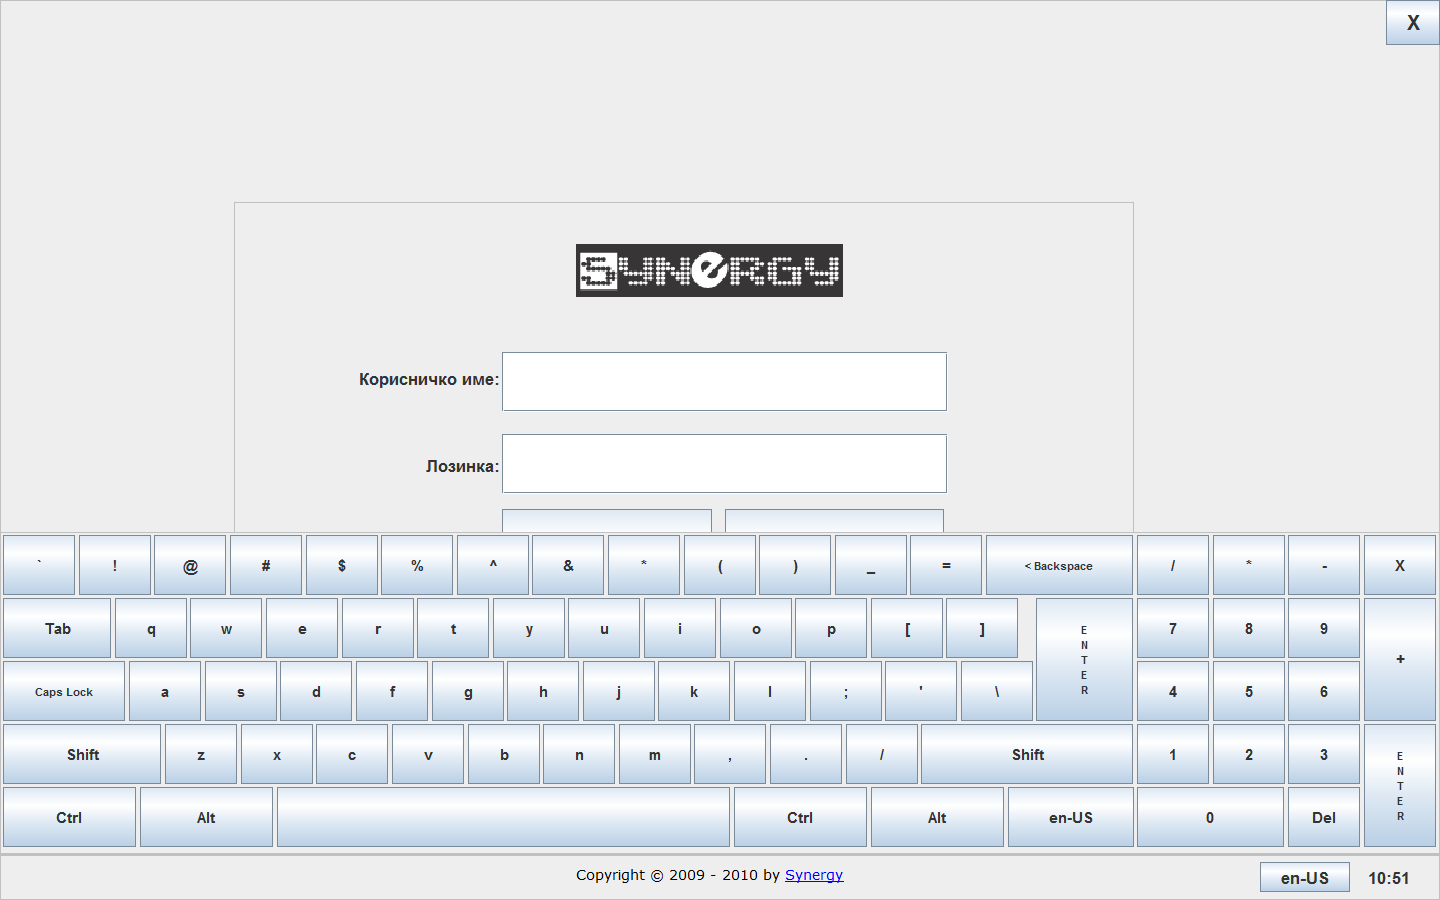 X
SYNeRGY
Корисничко име:
Лозинка:
` ! @ # $ % ^ & * ( ) _ = < Backspace / * - X
Tab q w e r t y u i o p [ ] ENTER 7 8 9 +
Caps Lock a s d f g h j k l ; ' \ 4 5 6
Shift z x c v b n m , . / Shift 1 2 3 ENTER
Ctrl Alt Ctrl Alt en-US 0 Del
Copyright © 2009 - 2010 by Synergy
en-US 10:51